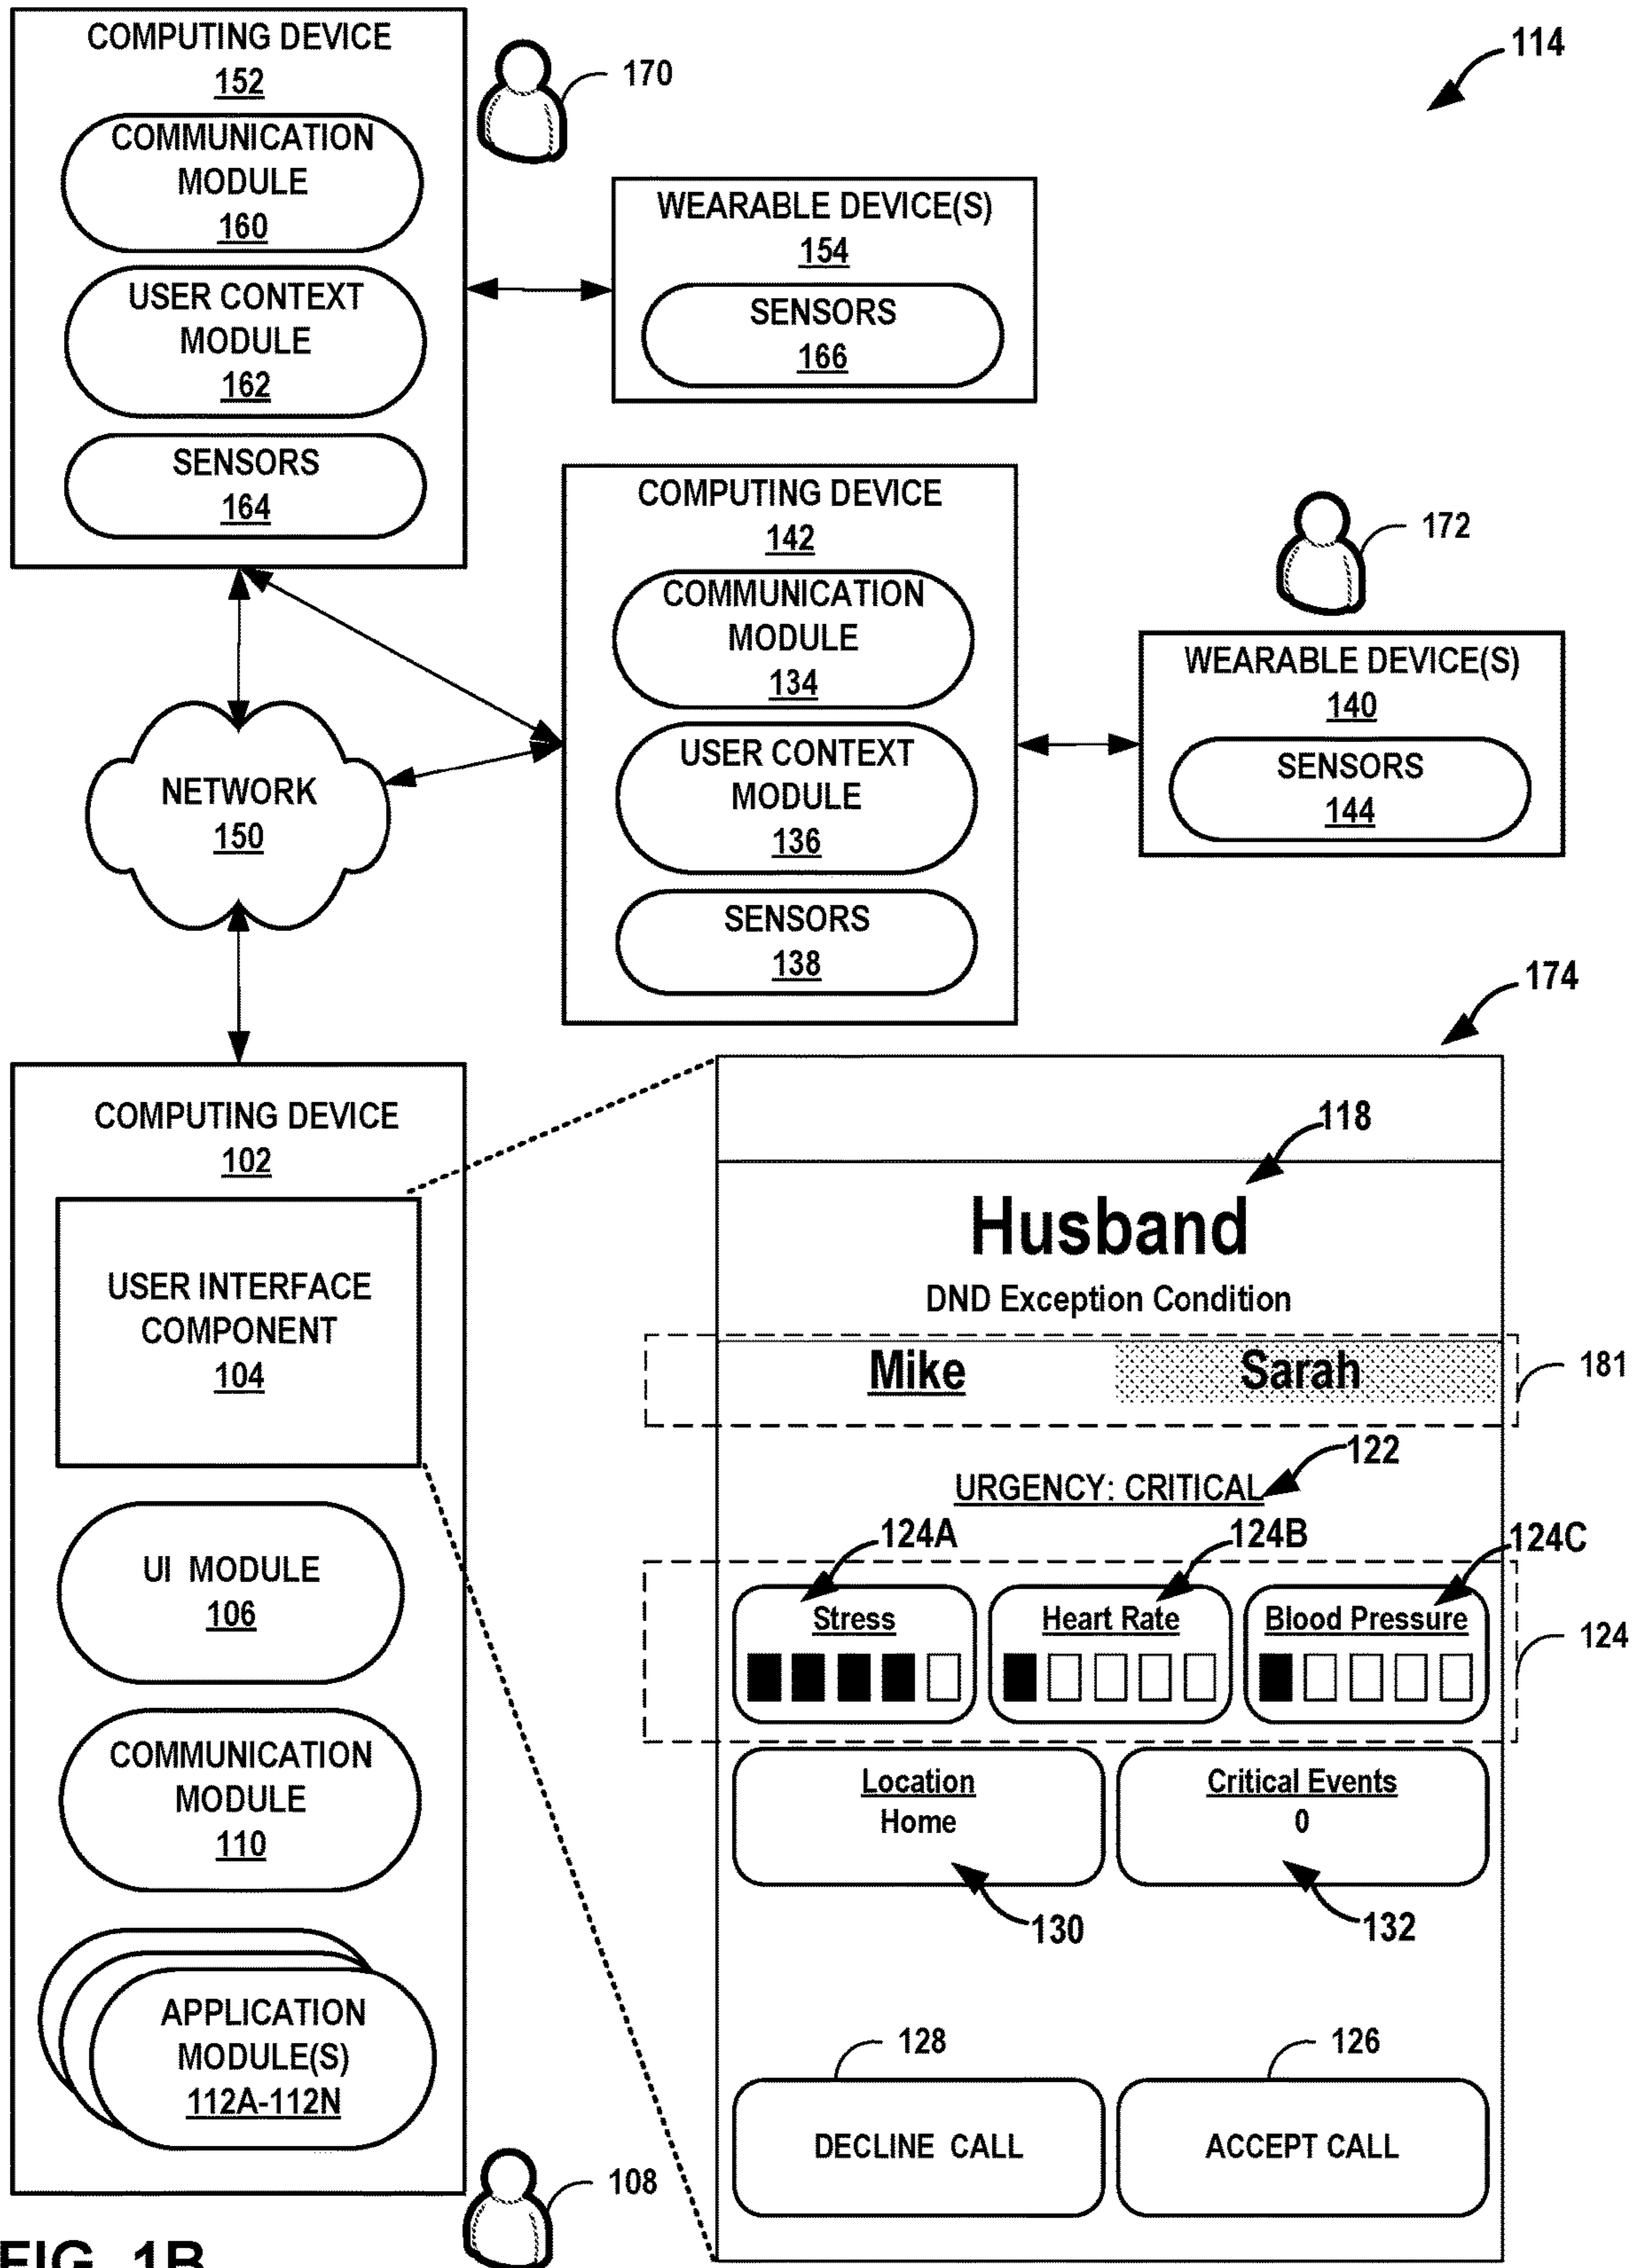 114
COMPUTING DEVICE
152
COMMUNICATION
MODULE
160
USER CONTEXT
MODULE
162
SENSORS
164
170
WEARABLE DEVICE(S)
154
SENSORS
166
COMPUTING DEVICE
142
COMMUNICATION
MODULE
134
USER CONTEXT
MODULE
136
SENSORS
138
172
WEARABLE DEVICE(S)
140
SENSORS
144
NETWORK
150
COMPUTING DEVICE
102
USER INTERFACE
COMPONENT
104
UI MODULE
106
COMMUNICATION
MODULE
110
APPLICATION
MODULE(S)
112A-112N
108
174
118
Husband
DND Exception Condition
Mike Sarah
181
URGENCY: CRITICAL
122
124A 124B 124C
Stress Heart Rate Blood Pressure
124
Location Critical Events
Home 0
130 132
128 126
DECLINE CALL ACCEPT CALL
FIG. 1B